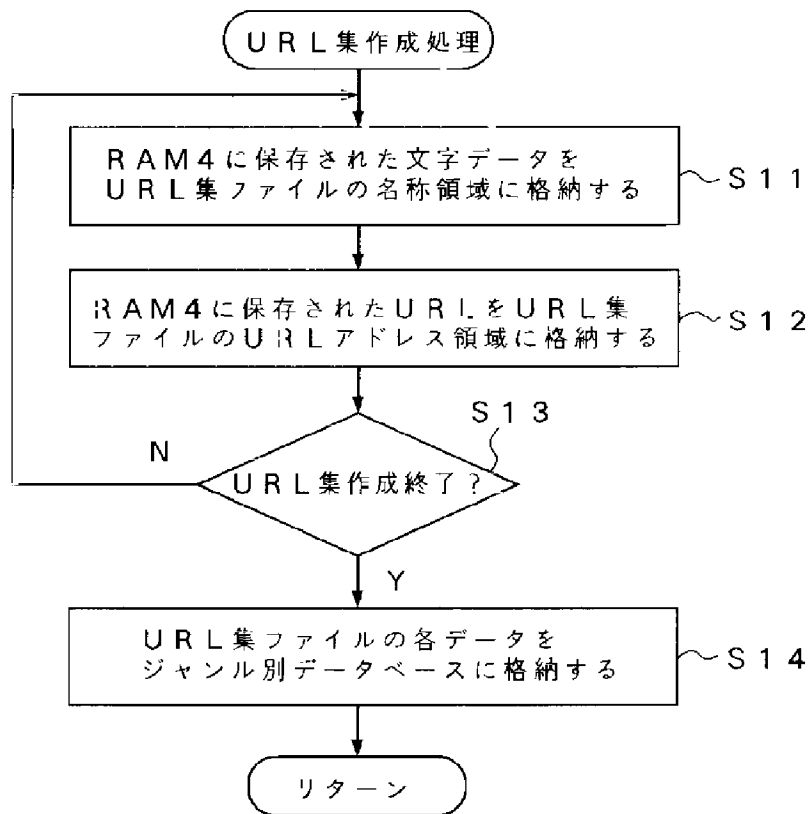 URL集作成処理
RAM4に保存された文字データを
URL集ファイルの名称領域に格納する
S11
RAM4に保存されたURLをURL集
ファイルのURLアドレス領域に格納する
S12
S13
N
URL集作成終了?
Y
URL集ファイルの各データを
ジャンル別データベースに格納する
S14
リターン